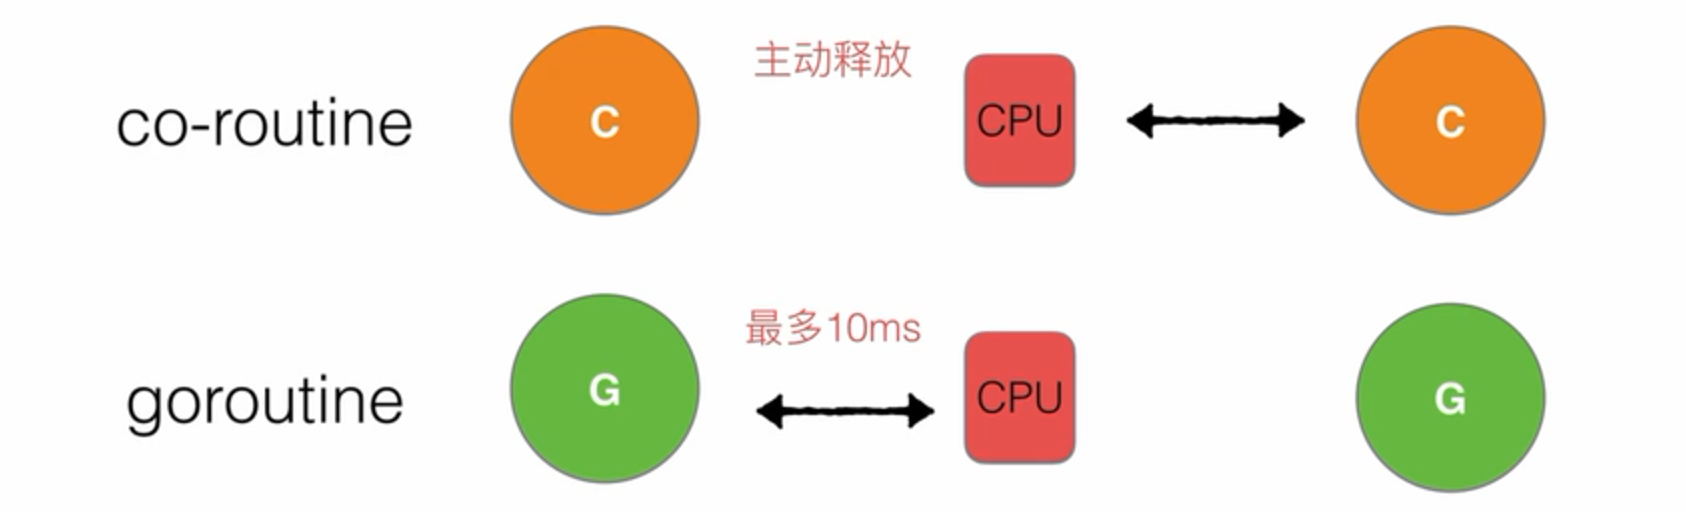 co-routine
C
主动释放
CPU
C
goroutine
G
最多10ms
CPU
G